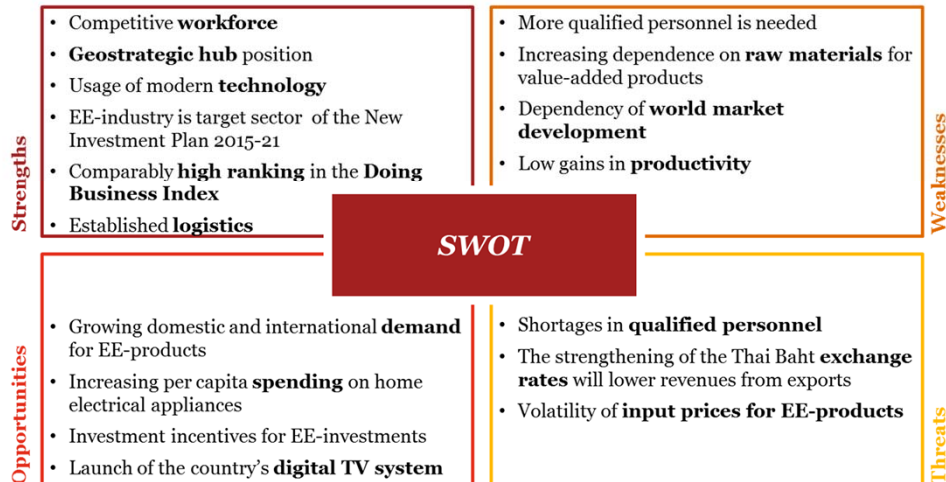 Strengths
• Competitive workforce
• Geostrategic hub position
• Usage of modern technology
• EE-industry is target sector of the New
Investment Plan 2015-21
• Comparably high ranking in the Doing
Business Index
• Established logistics
Weaknesses
• More qualified personnel is needed
• Increasing dependence on raw materials for
value-added products
• Dependency of world market
development
• Low gains in productivity
SWOT
Opportunities
• Growing domestic and international demand
for EE-products
• Increasing per capita spending on home
electrical appliances
• Investment incentives for EE-investments
• Launch of the country's digital TV system
Threats
• Shortages in qualified personnel
• The strengthening of the Thai Baht exchange
rates will lower revenues from exports
• Volatility of input prices for EE-products